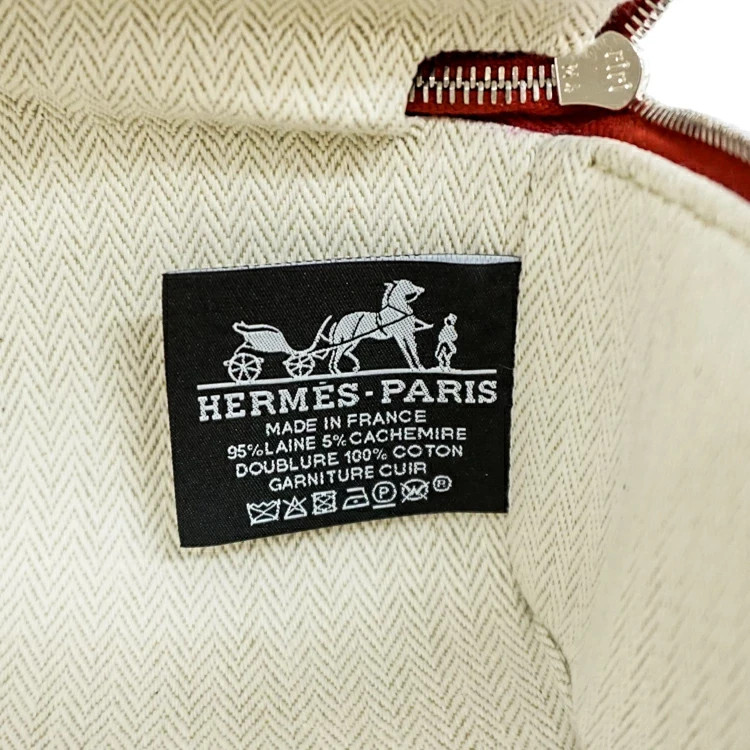 HERMÈS-PARIS
MADE IN FRANCE
95%LAINE 5%CACHEMIRE
DOUBLURE 100% COTON
GARNITURE CUIR
P W ®